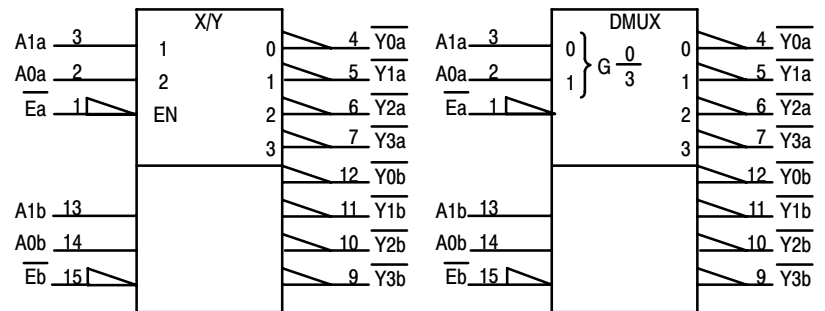 X/Y
A1a 3 1 0 4 Y0a
A0a 2 2 1 5 Y1a
Ea 1 EN 2 6 Y2a
3 7 Y3a
12 Y0b
A1b 13 11 Y1b
A0b 14 10 Y2b
Eb 15 9 Y3b
DMUX
A1a 3 0 } G 0/3 0 4 Y0a
A0a 2 1 1 5 Y1a
Ea 1 2 6 Y2a
3 7 Y3a
12 Y0b
A1b 13 11 Y1b
A0b 14 10 Y2b
Eb 15 9 Y3b